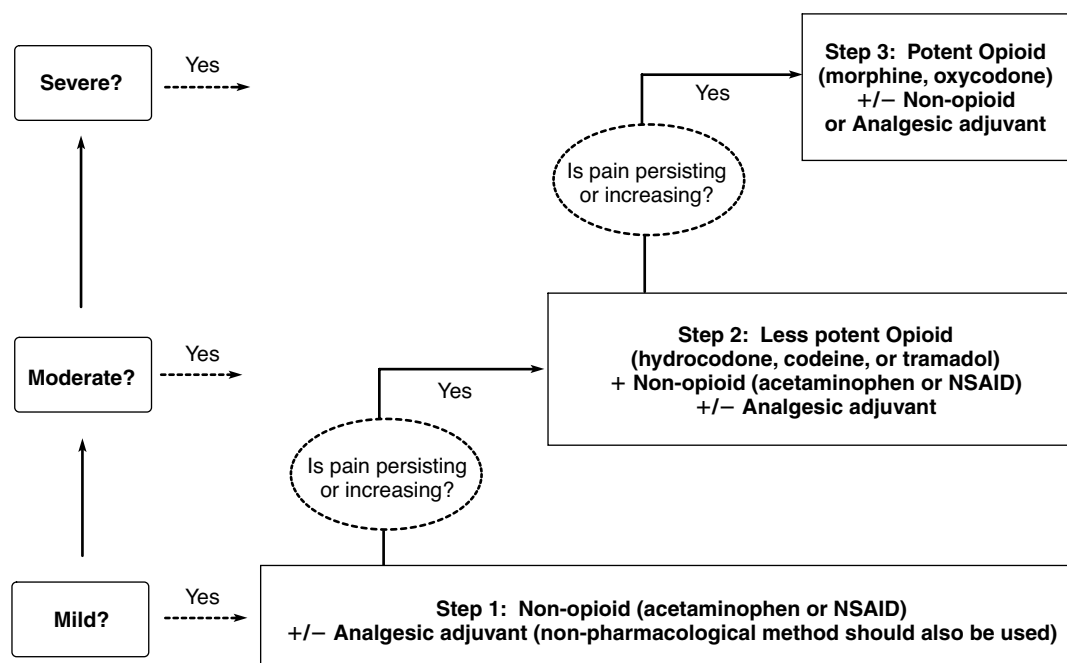 Severe?
Yes
Yes
Step 3: Potent Opioid
(morphine, oxycodone)
+/− Non-opioid
or Analgesic adjuvant
Is pain persisting
or increasing?
Moderate?
Yes
Yes
Step 2: Less potent Opioid
(hydrocodone, codeine, or tramadol)
+ Non-opioid (acetaminophen or NSAID)
+/− Analgesic adjuvant
Is pain persisting
or increasing?
Mild?
Yes
Step 1: Non-opioid (acetaminophen or NSAID)
+/− Analgesic adjuvant (non-pharmacological method should also be used)